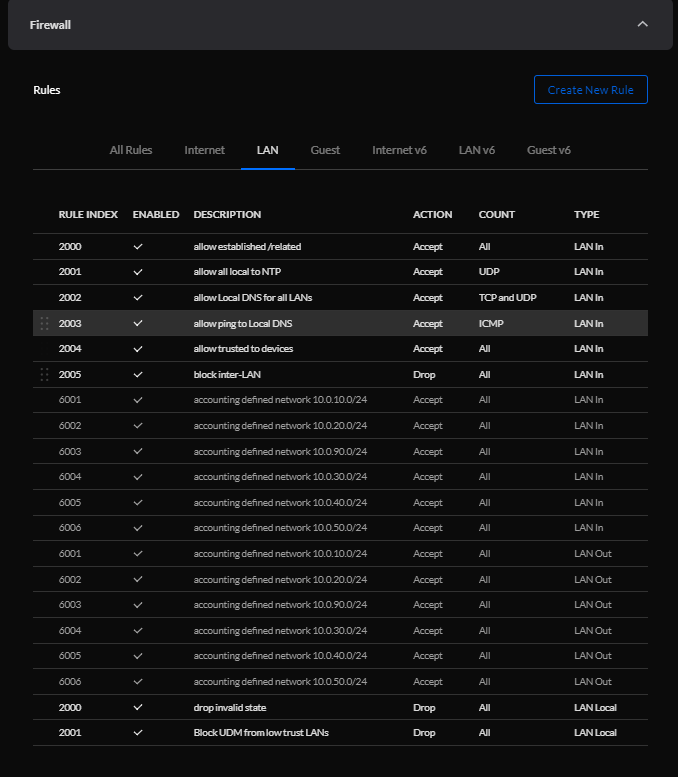 Firewall
Rules
Create New Rule
All Rules Internet LAN Guest Internet v6 LAN v6 Guest v6
RULE INDEX ENABLED DESCRIPTION ACTION COUNT TYPE
2000 allow established /related Accept All LAN In
2001 allow all local to NTP Accept UDP LAN In
2002 allow Local DNS for all LANs Accept TCP and UDP LAN In
2003 allow ping to Local DNS Accept ICMP LAN In
2004 allow trusted to devices Accept All LAN In
2005 block inter-LAN Drop All LAN In
6001 accounting defined network 10.0.10.0/24 Accept All LAN In
6002 accounting defined network 10.0.20.0/24 Accept All LAN In
6003 accounting defined network 10.0.90.0/24 Accept All LAN In
6004 accounting defined network 10.0.30.0/24 Accept All LAN In
6005 accounting defined network 10.0.40.0/24 Accept All LAN In
6006 accounting defined network 10.0.50.0/24 Accept All LAN In
6001 accounting defined network 10.0.10.0/24 Accept All LAN Out
6002 accounting defined network 10.0.20.0/24 Accept All LAN Out
6003 accounting defined network 10.0.90.0/24 Accept All LAN Out
6004 accounting defined network 10.0.30.0/24 Accept All LAN Out
6005 accounting defined network 10.0.40.0/24 Accept All LAN Out
6006 accounting defined network 10.0.50.0/24 Accept All LAN Out
2000 drop invalid state Drop All LAN Local
2001 Block UDM from low trust LANs Drop All LAN Local